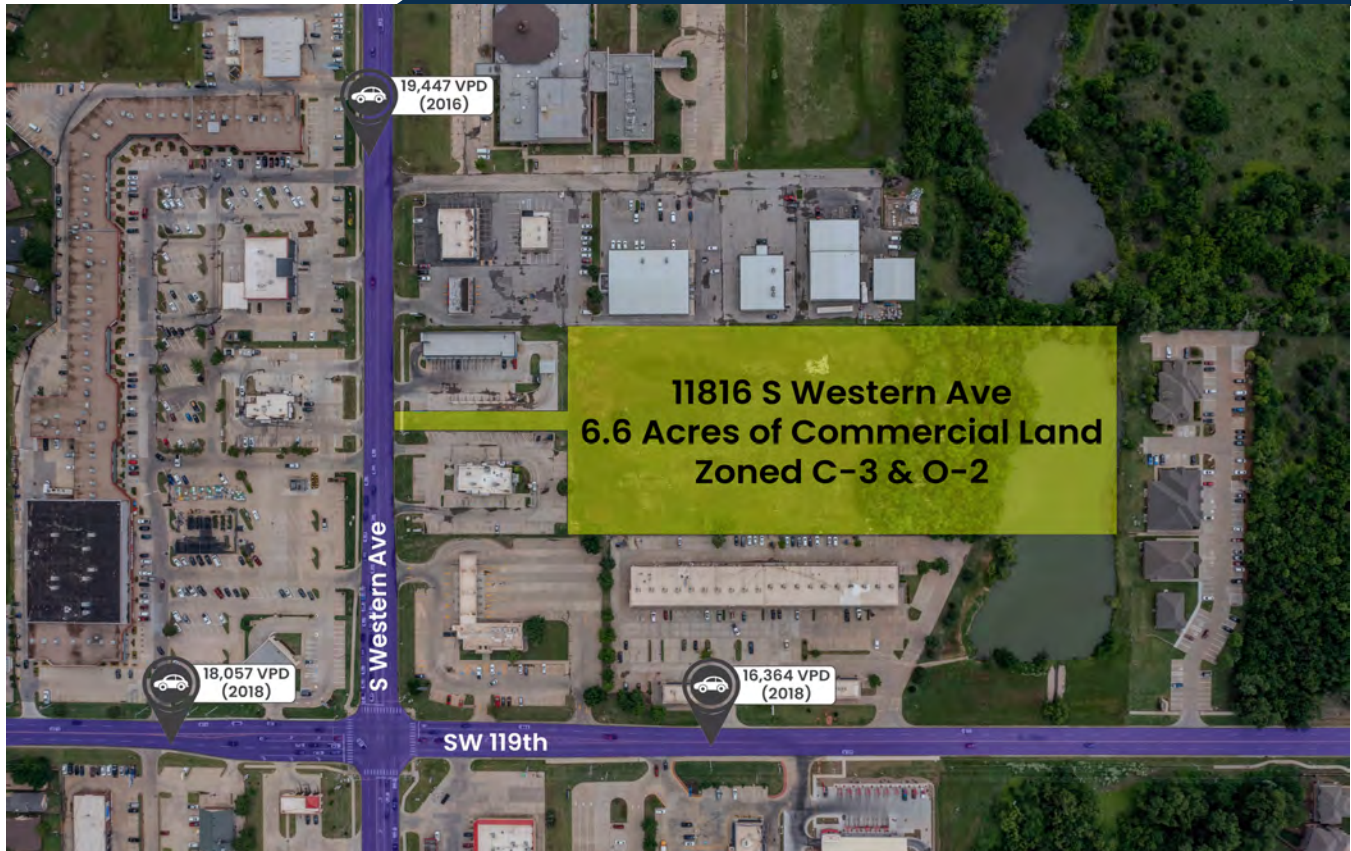 19,447 VPD
(2016)
11816 S Western Ave
6.6 Acres of Commercial Land
Zoned C-3 & O-2
S Western Ave
18,057 VPD
(2018)
16,364 VPD
(2018)
SW 119th